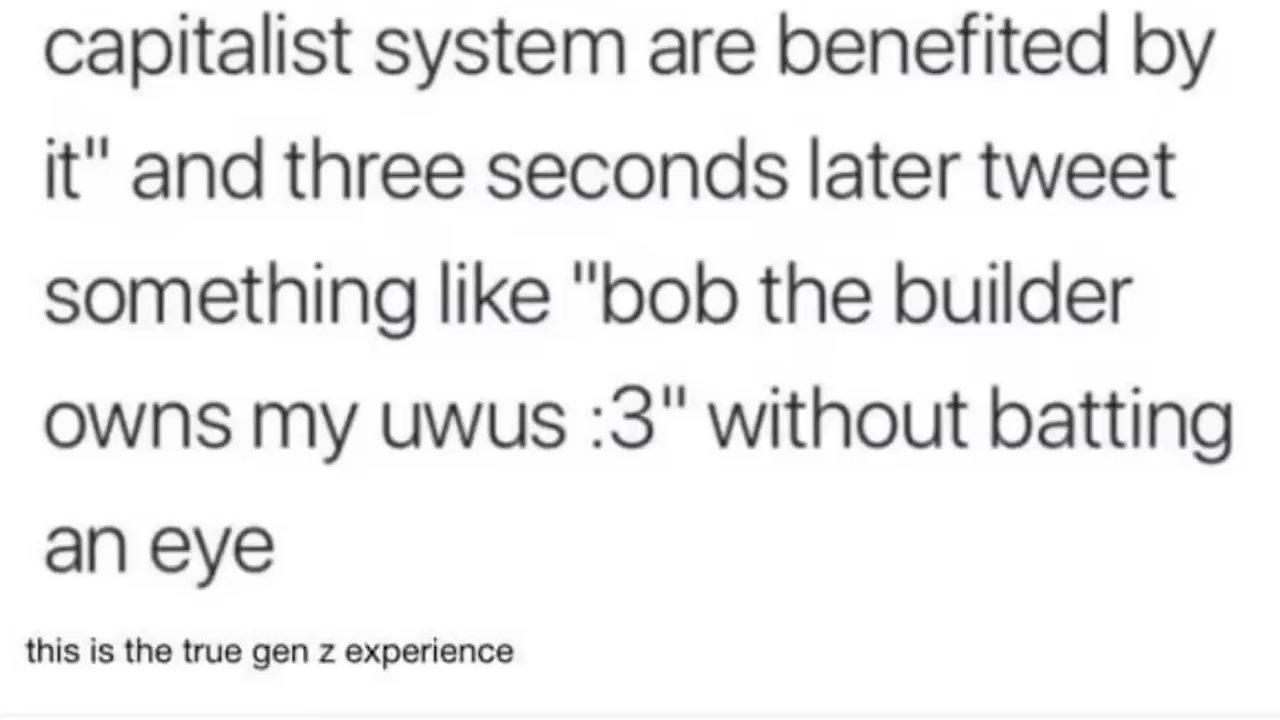 capitalist system are benefited by
it" and three seconds later tweet
something like "bob the builder
owns my uwus :3" without batting
an eye
this is the true gen z experience